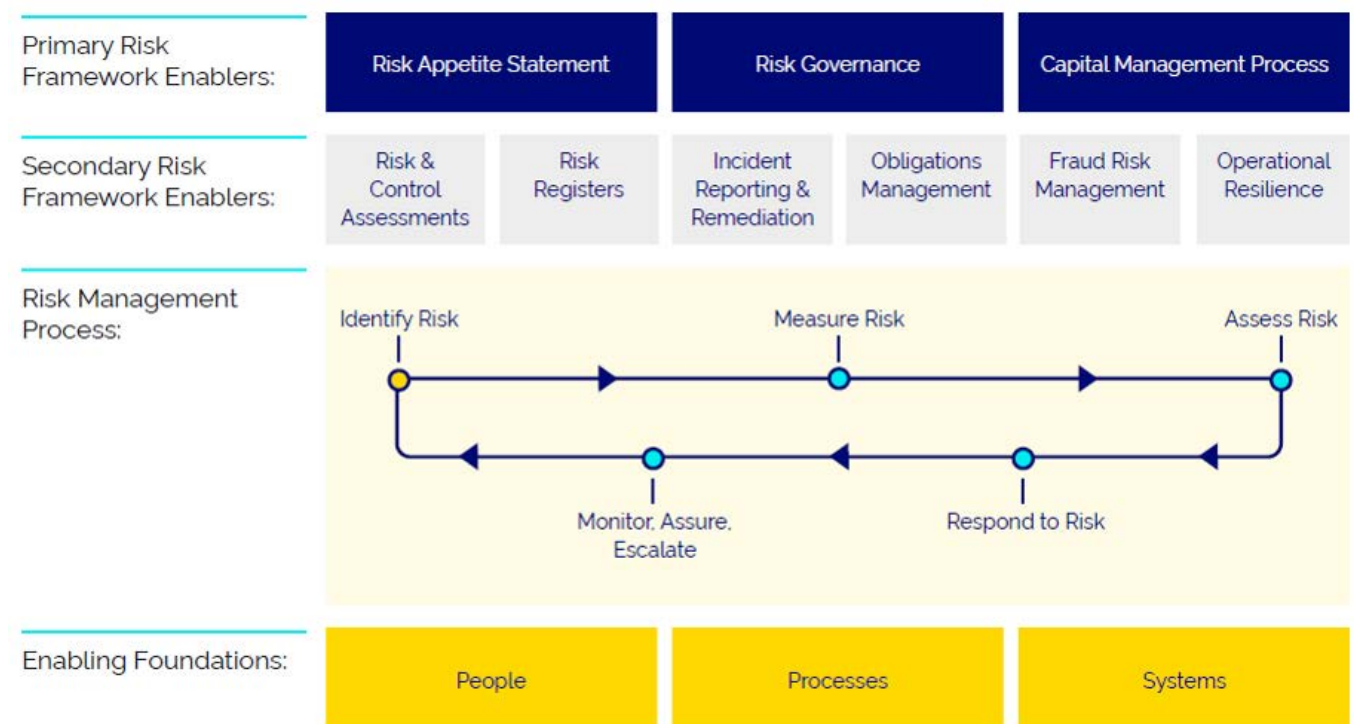 Primary Risk
Framework Enablers:
Risk Appetite Statement
Risk Governance
Capital Management Process
Secondary Risk
Framework Enablers:
Risk &
Control
Assessments
Risk
Registers
Incident
Reporting &
Remediation
Obligations
Management
Fraud Risk
Management
Operational
Resilience
Risk Management
Process:
Identify Risk
Measure Risk
Assess Risk
Monitor, Assure,
Escalate
Respond to Risk
Enabling Foundations:
People
Processes
Systems